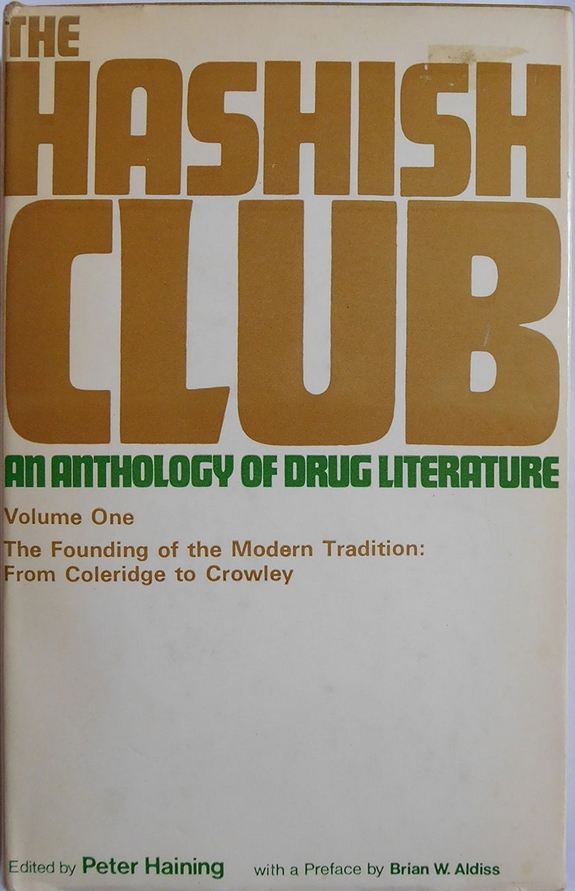 THE
HASHISH
CLUB
AN ANTHOLOGY OF DRUG LITERATURE
Volume One
The Founding of the Modern Tradition:
From Coleridge to Crowley
Edited by Peter Haining with a Preface by Brian W. Aldiss